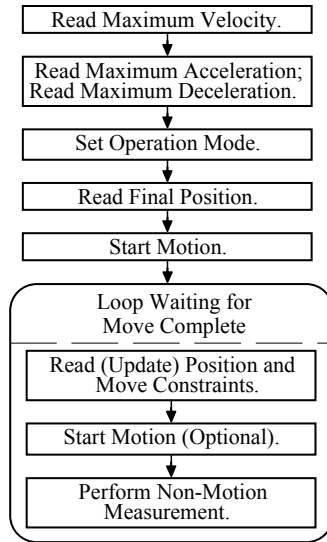 Read Maximum Velocity.
Read Maximum Acceleration;
Read Maximum Deceleration.
Set Operation Mode.
Read Final Position.
Start Motion.
Loop Waiting for
Move Complete
Read (Update) Position and
Move Constraints.
Start Motion (Optional).
Perform Non-Motion
Measurement.